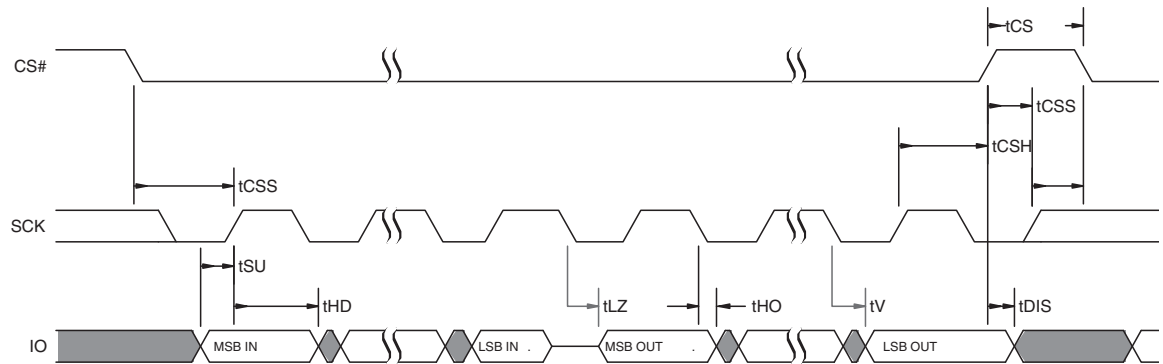 tCS
CS#
tCSS
tCSH
tCSS
SCK
tSU
tHD
tLZ
tHO
tV
tDIS
IO
MSB IN
LSB IN .
MSB OUT .
LSB OUT